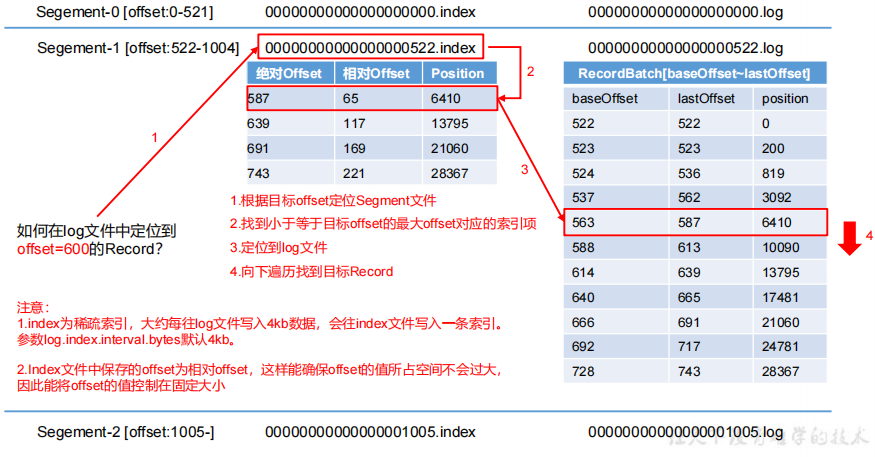 Segement-0 [offset:0-521] 00000000000000000000.index 00000000000000000000.log
Segement-1 [offset:522-1004] 00000000000000000522.index 00000000000000000522.log
绝对Offset 相对Offset Position
587 65 6410
639 117 13795
691 169 21060
743 221 28367
RecordBatch[baseOffset~lastOffset]
baseOffset lastOffset position
522 522 0
523 523 200
524 536 819
537 562 3092
563 587 6410
588 613 10090
614 639 13795
640 665 17481
666 691 21060
692 717 24781
728 743 28367
1
2
3
4
如何在log文件中定位到
offset=600的Record?
1.根据目标offset定位Segment文件
2.找到小于等于目标offset的最大offset对应的索引项
3.定位到log文件
4.向下遍历找到目标Record
注意：
1.index为稀疏索引，大约每往log文件写入4kb数据，会往index文件写入一条索引。
参数log.index.interval.bytes默认4kb。
2.Index文件中保存的offset为相对offset，这样能确保offset的值所占空间不会过大，
因此能将offset的值控制在固定大小
Segement-2 [offset:1005-] 00000000000000001005.index 00000000000000001005.log
的技术